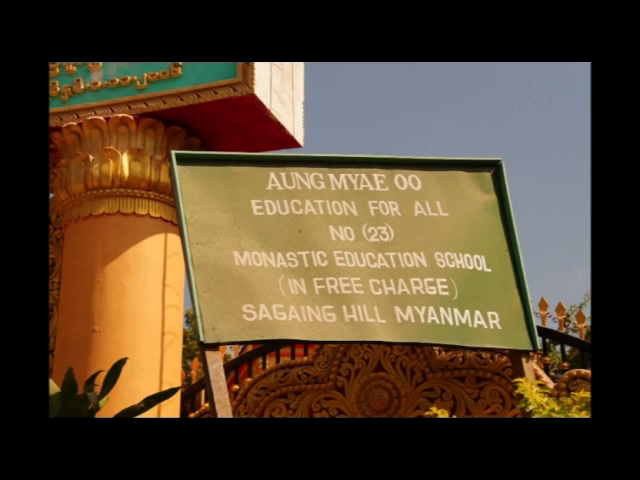 AUNG MYAE OO
EDUCATION FOR ALL
NO (23)
MONASTIC EDUCATION SCHOOL
(IN FREE CHARGE)
SAGAING HILL MYANMAR